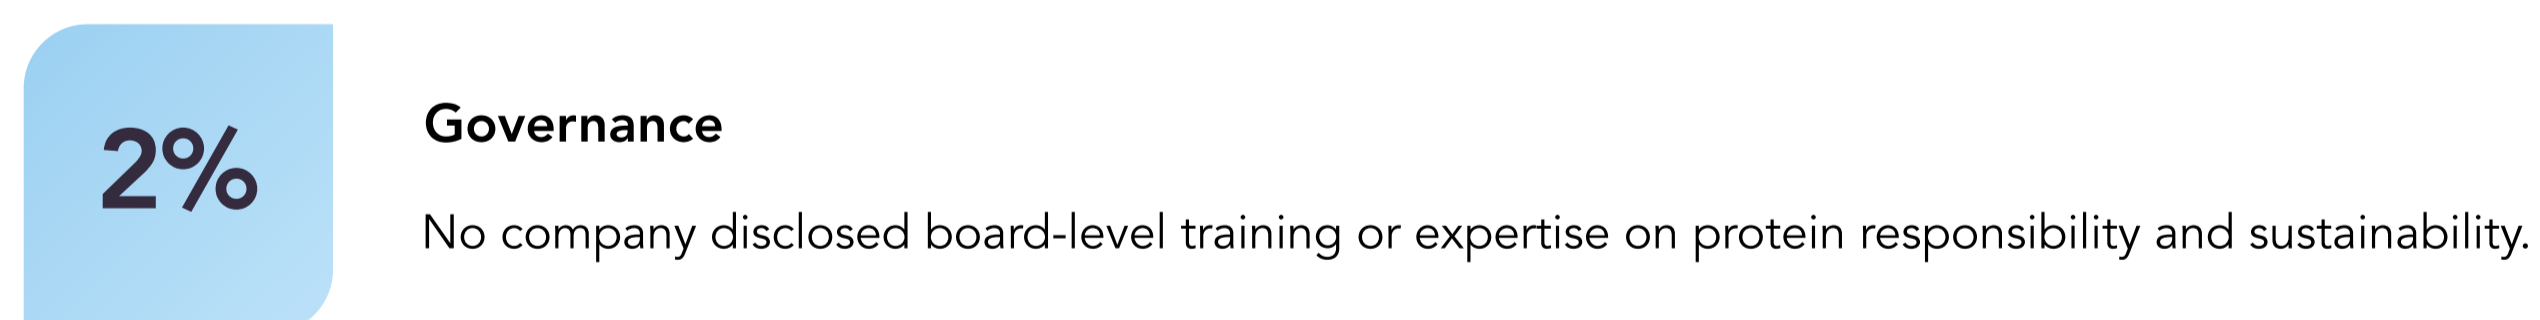 2%
Governance
No company disclosed board-level training or expertise on protein responsibility and sustainability.